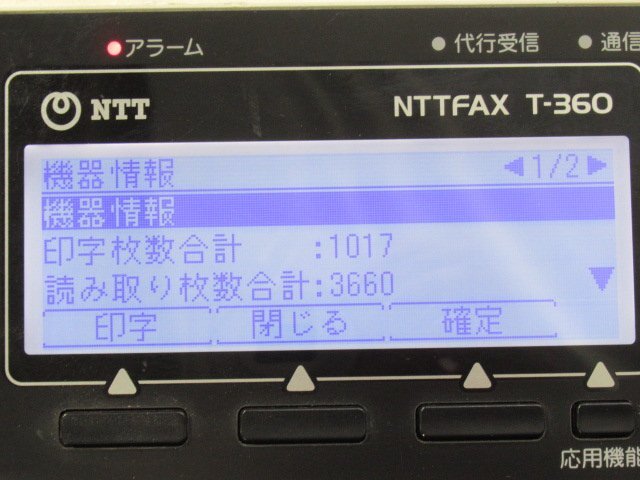 アラーム 代行受信 通信
NTT NTTFAX T-360
機器情報 ◀1/2▶
機器情報
印字枚数合計 :1017
読み取り枚数合計:3660 ▼
印字 閉じる 確定
応用機能